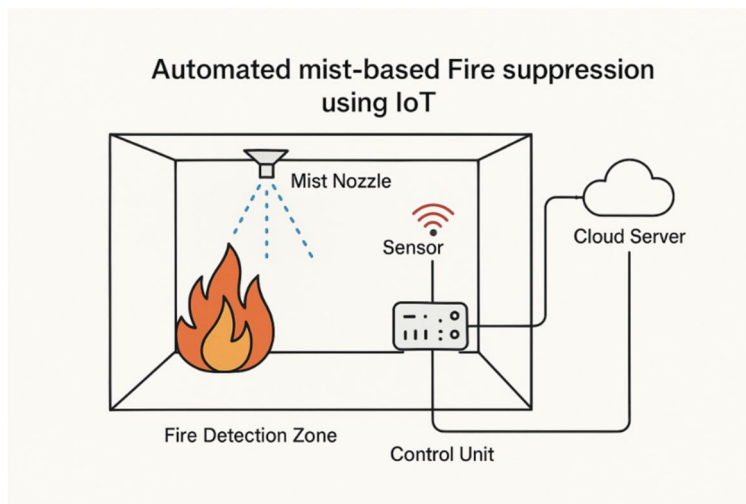 Automated mist-based Fire suppression
using IoT
Mist Nozzle
Sensor
Cloud Server
Fire Detection Zone
Control Unit